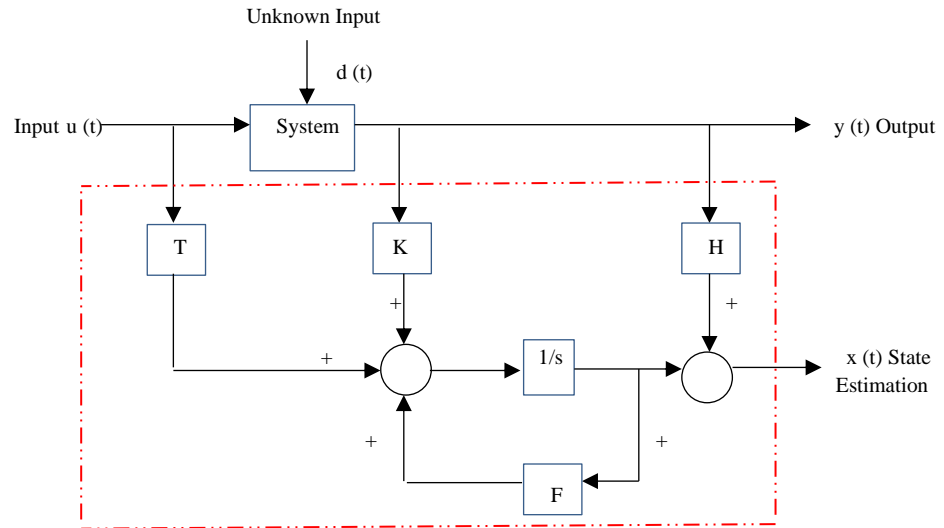 Unknown Input
d (t)
Input u (t)
System
y (t) Output
T
K
H
+
+
+
1/s
x (t) State
Estimation
+
+
F